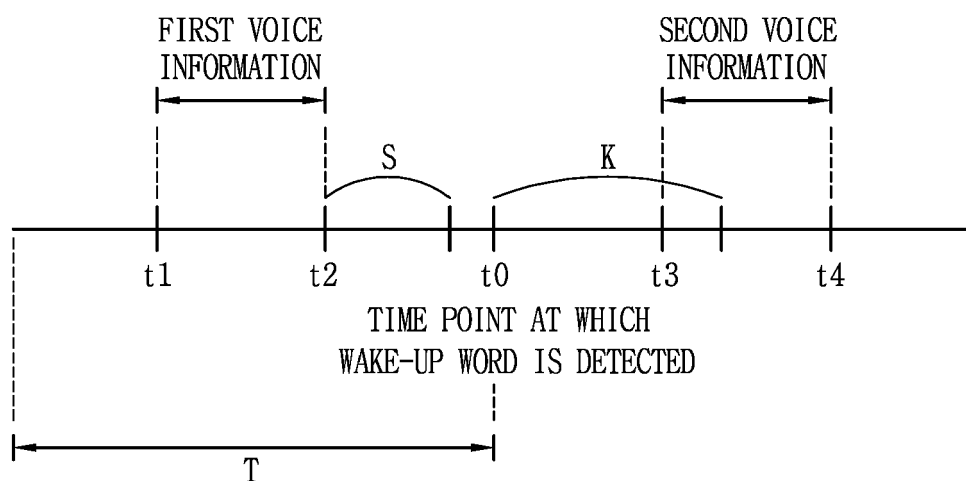 FIRST VOICE
INFORMATION
SECOND VOICE
INFORMATION
S
K
t1
t2
t0
t3
t4
TIME POINT AT WHICH
WAKE-UP WORD IS DETECTED
T